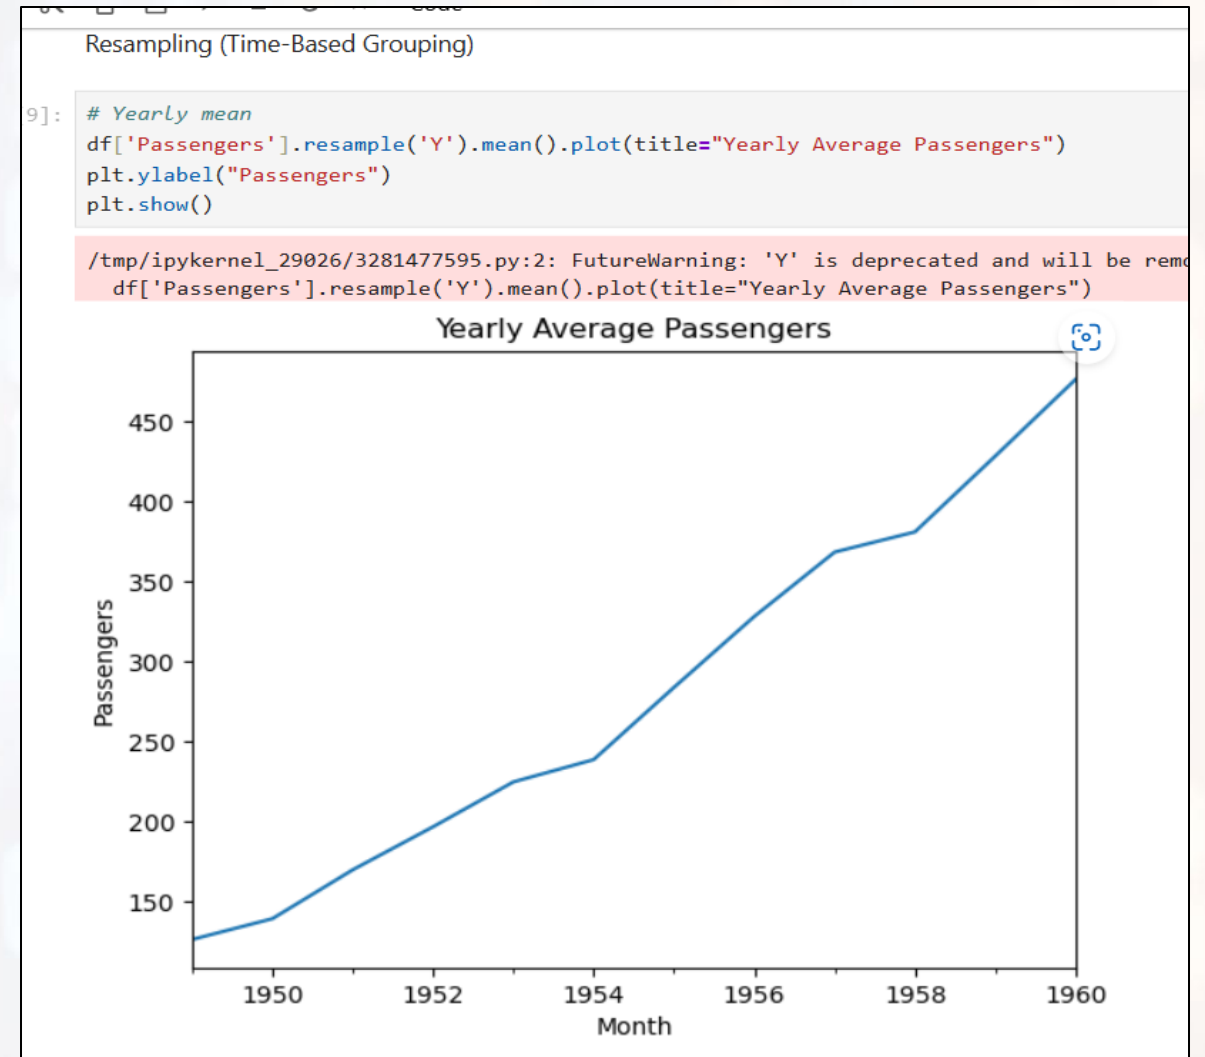 Resampling (Time-Based Grouping)
9]:
# Yearly mean
df['Passengers'].resample('Y').mean().plot(title="Yearly Average Passengers")
plt.ylabel("Passengers")
plt.show()
/tmp/ipykernel_29026/3281477595.py:2: FutureWarning: 'Y' is deprecated and will be
df['Passengers'].resample('Y').mean().plot(title="Yearly Average Passengers")
Yearly Average Passengers
450
400
350
300
250
200
150
Passengers
1950 1952 1954 1956 1958 1960
Month